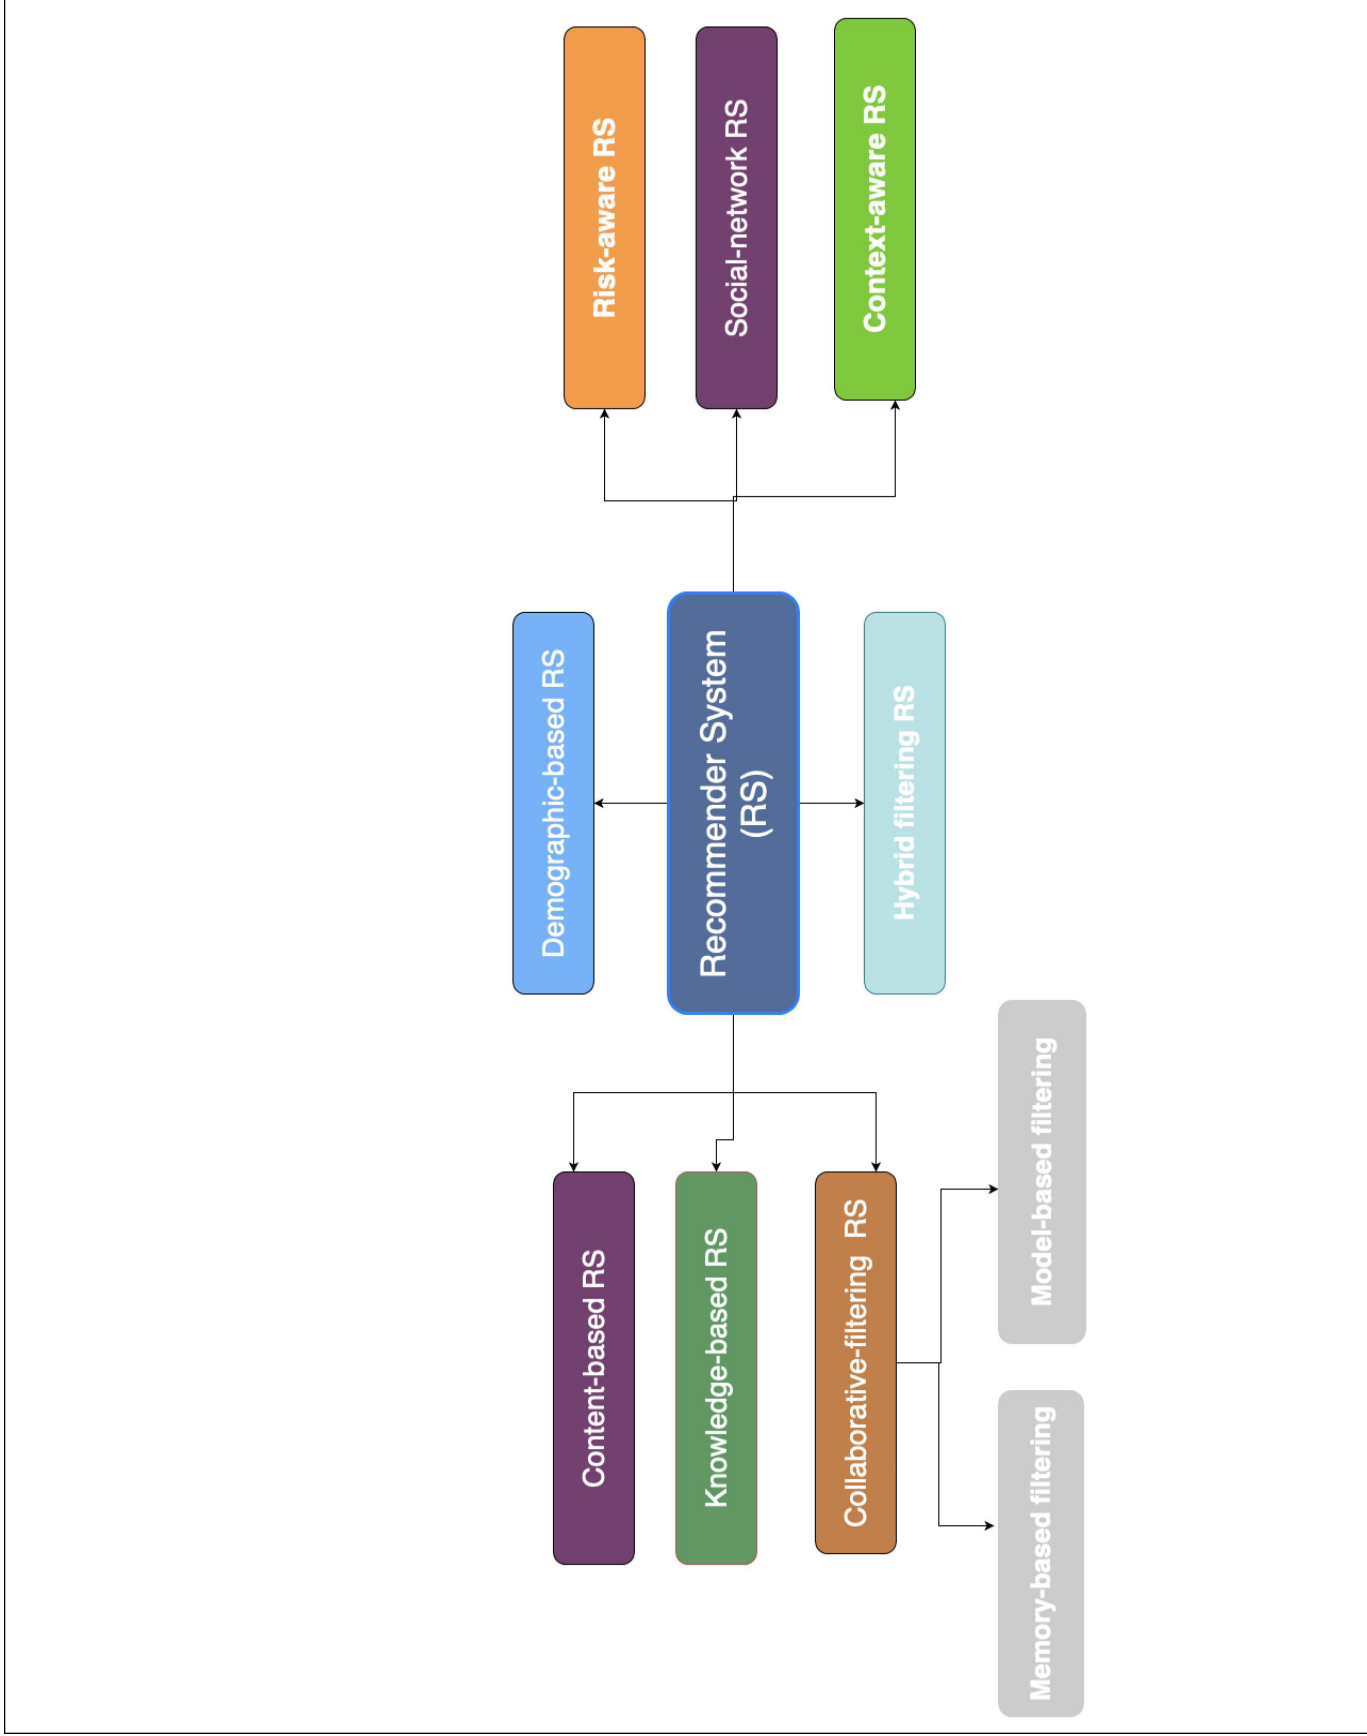 Demographic-based RS
Content-based RS
Risk-aware RS
Knowledge-based RS
Recommender System
(RS)
Social-network RS
Collaborative-filtering RS
Hybrid filtering RS
Context-aware RS
Memory-based filtering
Model-based filtering